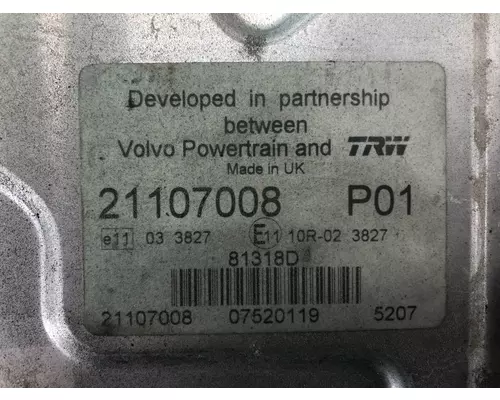 Developed in partnership
between
Volvo Powertrain and TRW
Made in UK
21107008 P01
e11 03 3827 E11 10R-02 3827
81318D
21107008 07520119 5207